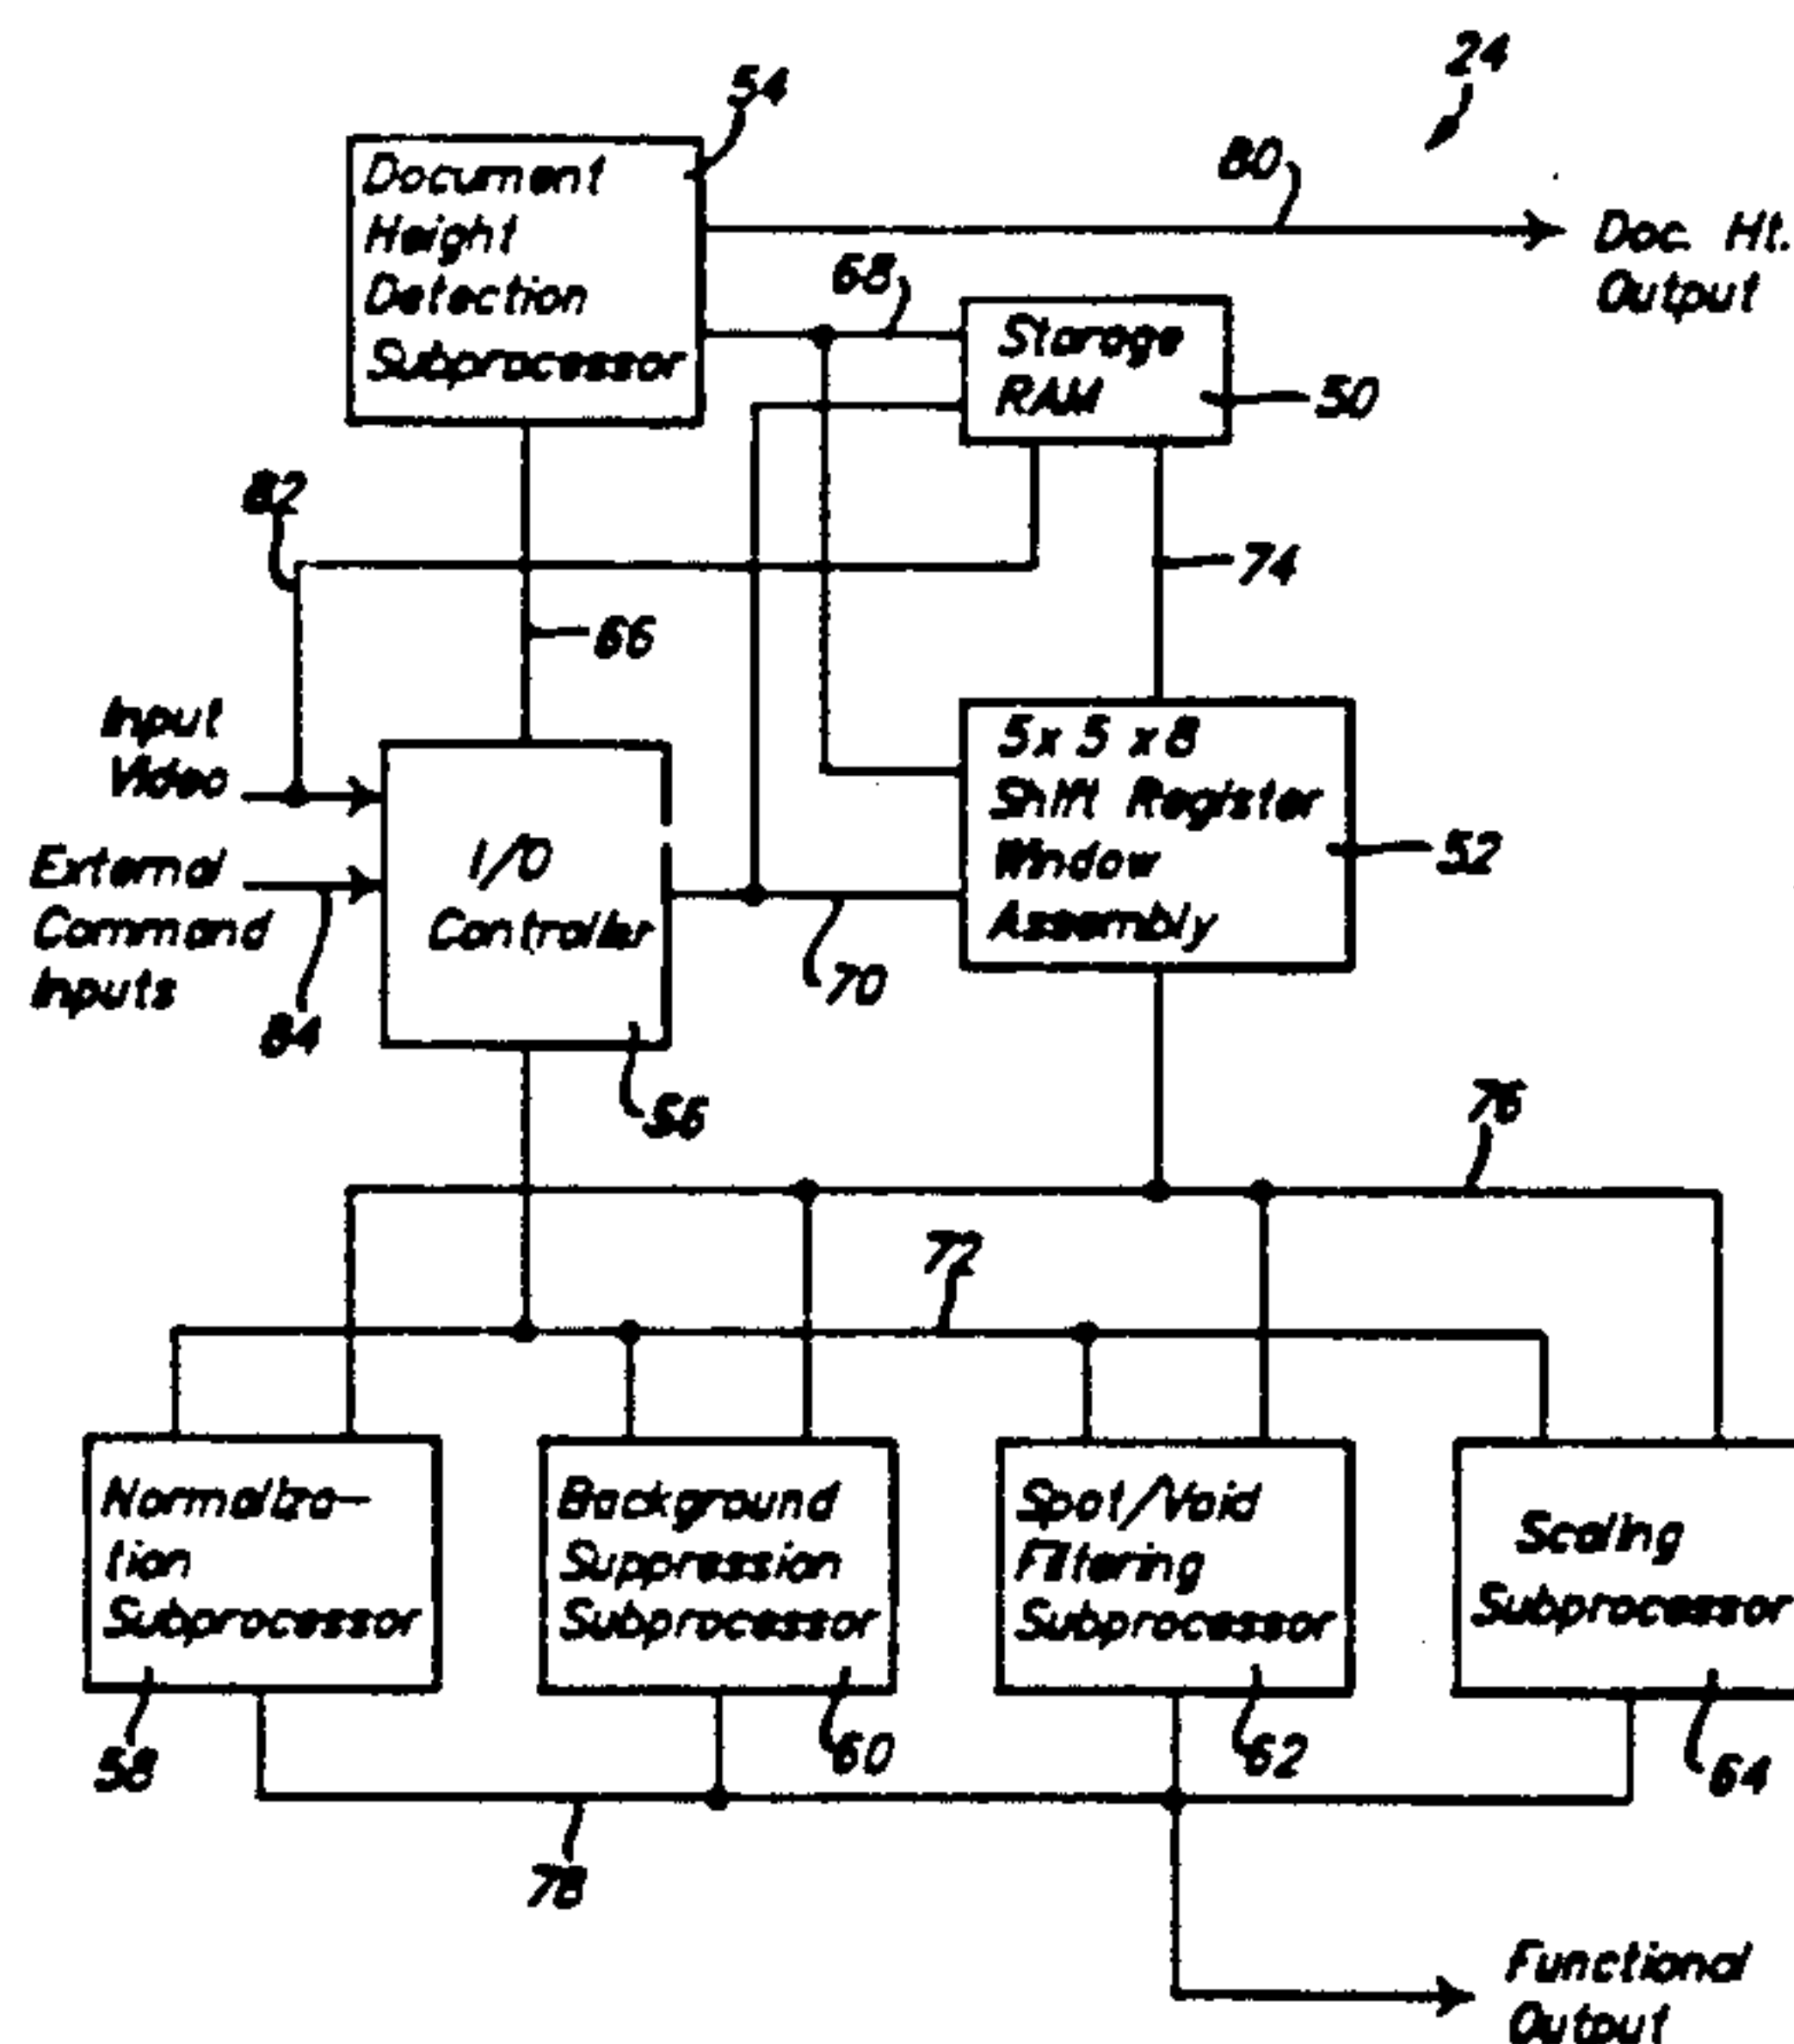 24
54
Document
Height
Detection
Subprocessor
80
Doc. Ht.
Output
68
Storage
RAM
50
82
74
66
Input
Video
External
Command
Inputs
84
I/O
Controller
56
5x5x8
Shift Register
Window
Assembly
52
70
76
72
Normaliza-
tion
Subprocessor
58
Background
Suppression
Subprocessor
60
Spot/Void
Filtering
Subprocessor
62
Scaling
Subprocessor
64
78
Functional
Output